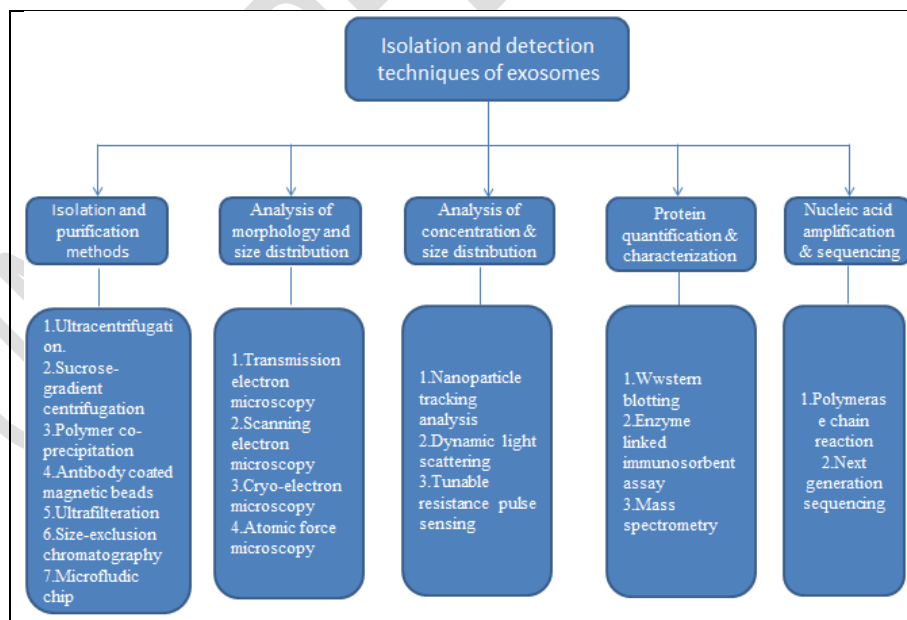 Isolation and detection
techniques of exosomes
Isolation and
purification
methods
Analysis of
morphology and
size distribution
Analysis of
concentration &
size distribution
Protein
quantification &
characterization
Nucleic acid
amplification
& sequencing
1.Ultracentrifugati
on.
2.Sucrose-
gradient
centrifugation
3.Polymer co-
precipitation
4.Antibody coated
magnetic beads
5.Ultrafilteration
6.Size-exclusion
chromatography
7.Microfludic
chip
1.Transmission
electron
microscopy
2.Scanning
electron
microscopy
3.Cryo-electron
microscopy
4.Atomic force
microscopy
1.Nanoparticle
tracking
analysis
2.Dynamic light
scattering
3.Tunable
resistance pulse
sensing
1.Wwstern
blotting
2.Enzyme
linked
immunosorbent
assay
3.Mass
spectrometry
1.Polymeras
e chain
reaction
2.Next
generation
sequencing